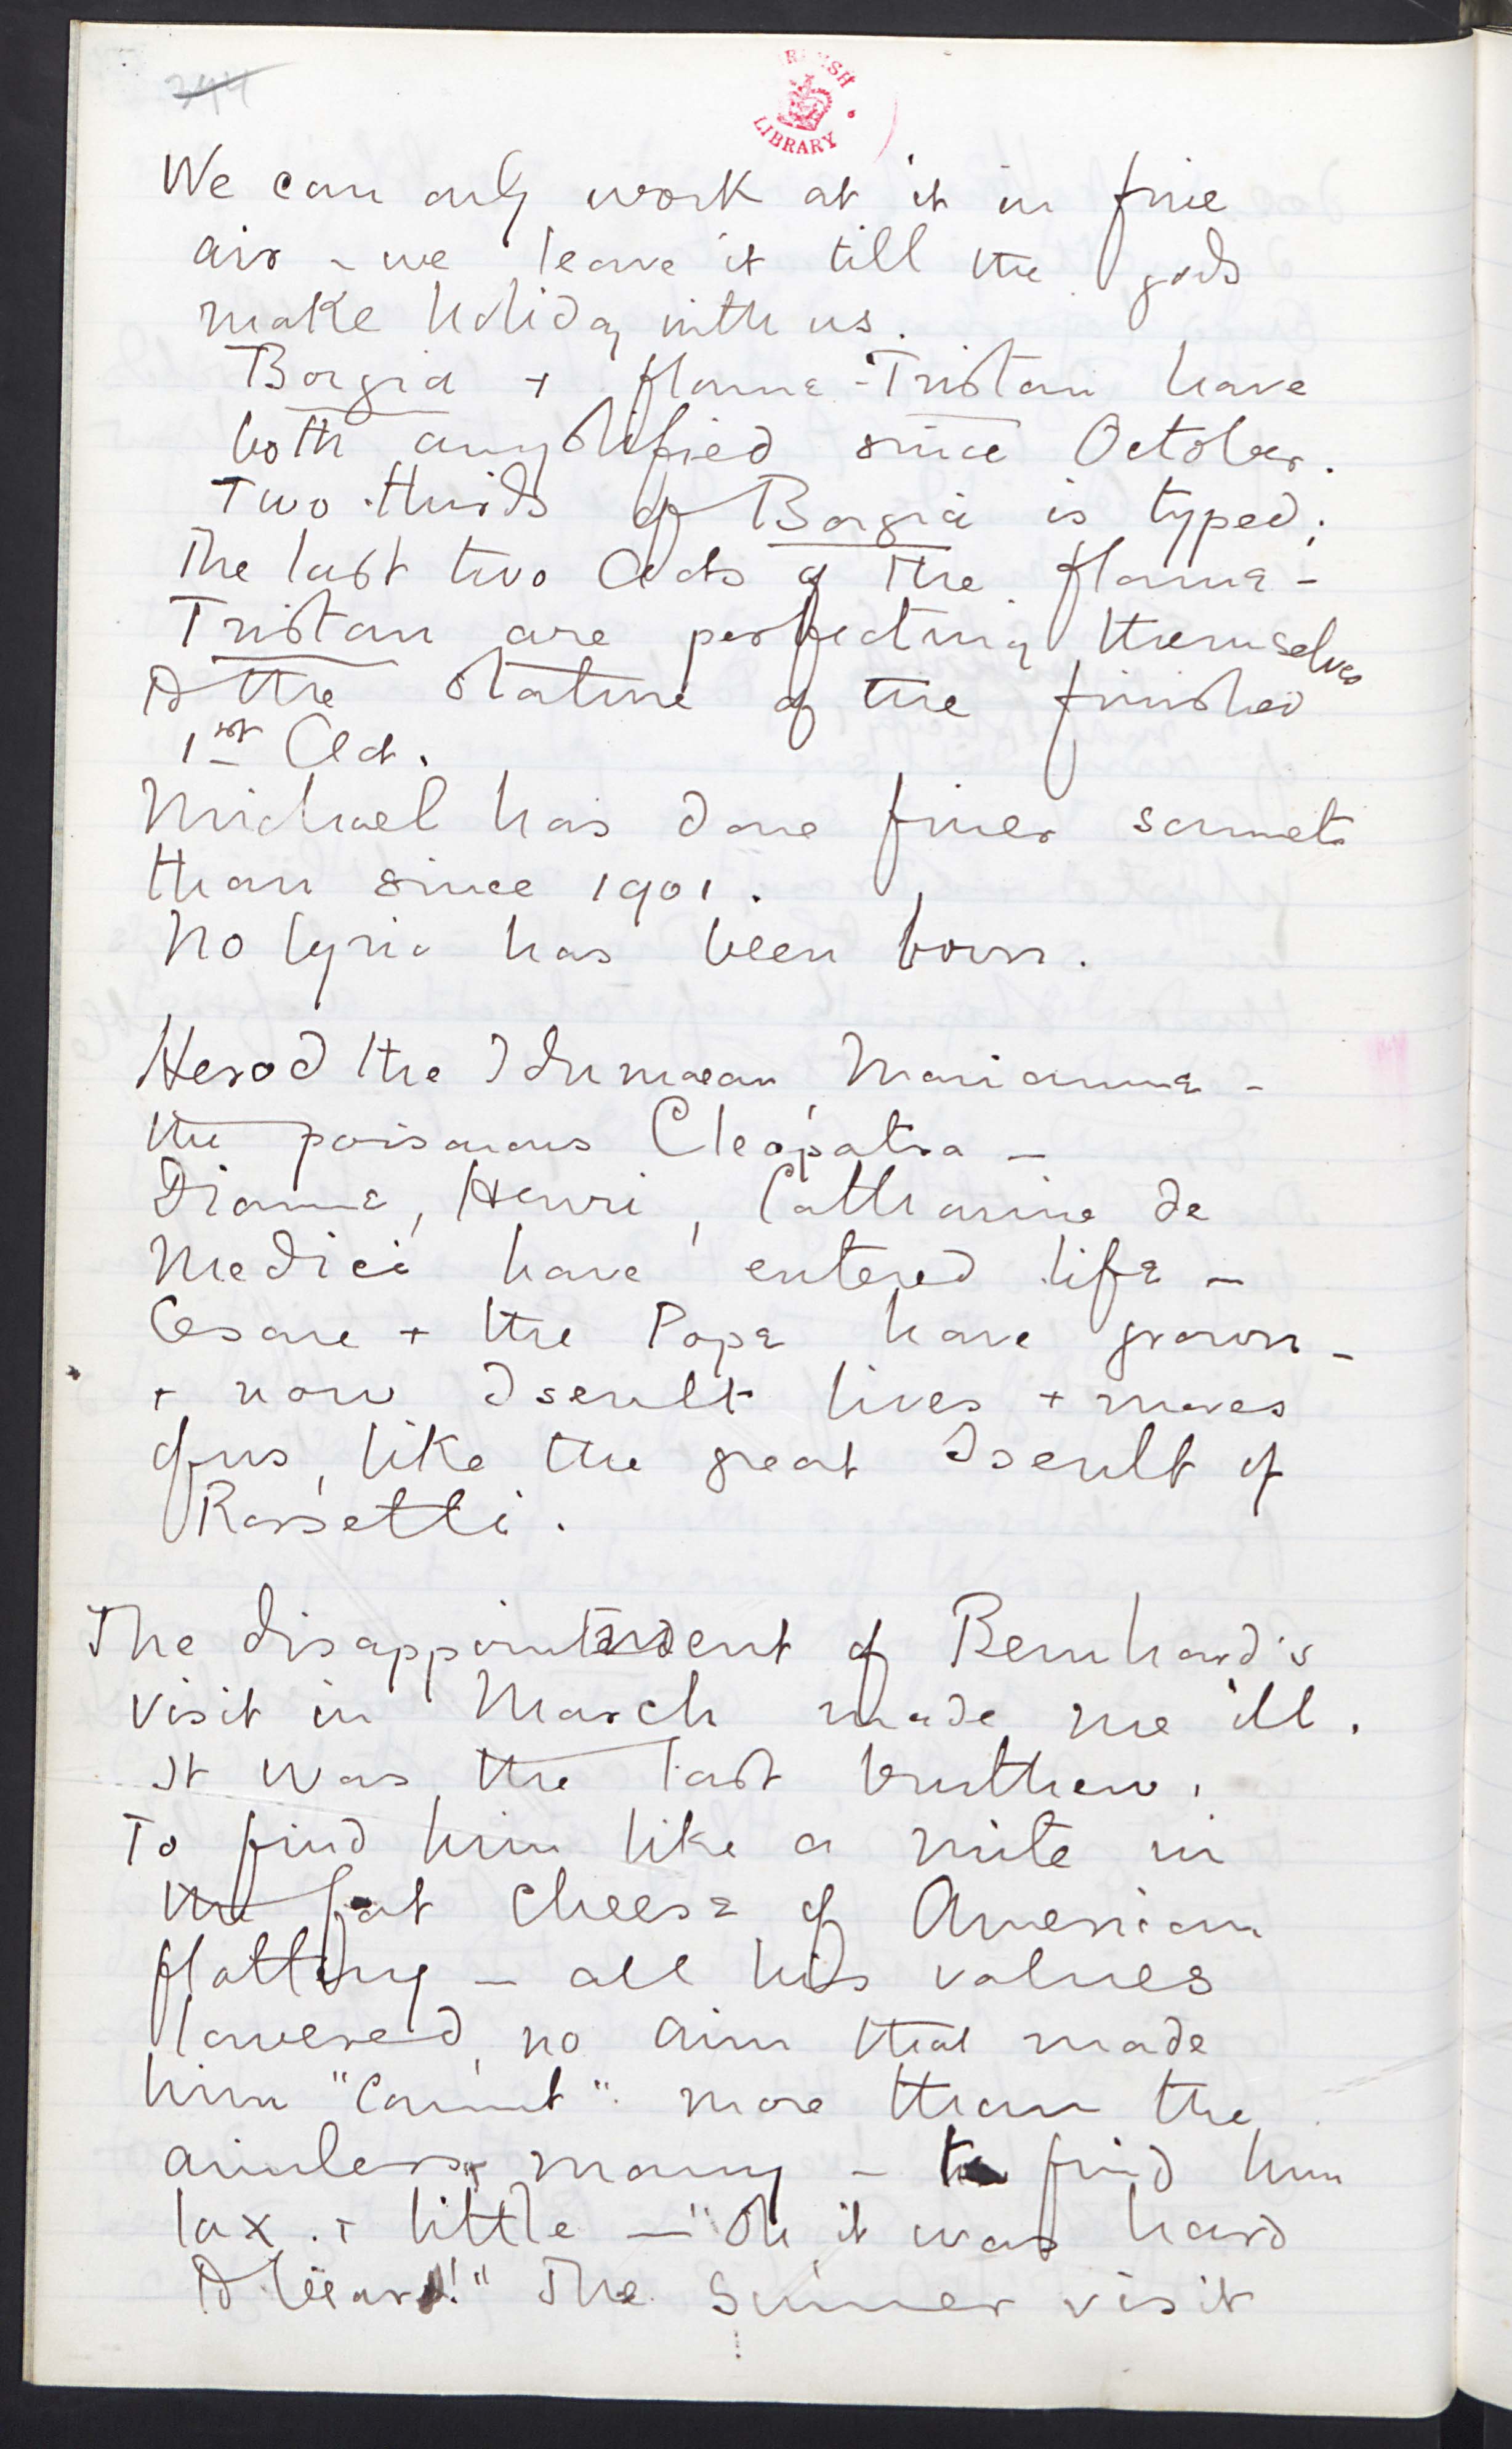 244
BRITISH LIBRARY
We can only work at it in fine
air - we leave it till the gods
make holiday with us.
Borgia + flame-Tristan have
both amplified since October.
Two-thirds of Borgia is typed;
The last two Acts of the flame-
Tristan are perfecting themselves
to the stature of the finished
1st Act.
Michael has done finer sonnets
than since 1901.
No lyric has been born.
Herod the Idumaean, Mariamne -
the poisonous Cleopatra -
Dianne, Henri, Catharine de
Medici have entered life -
Cesare + the Pope have grown -
+ now Iseult lives + moves
of us, like the great Iseult of
Rossetti.
The disappointment of Bernhard's
visit in March made me ill.
It was the last
To find him like a mite in
the fat cheese of American
flatting - all his values
lowered, no aim that made
him "count" more than the
aimless many - to find him
lax + little - "Oh it was hard
to bear!" The Summer visit